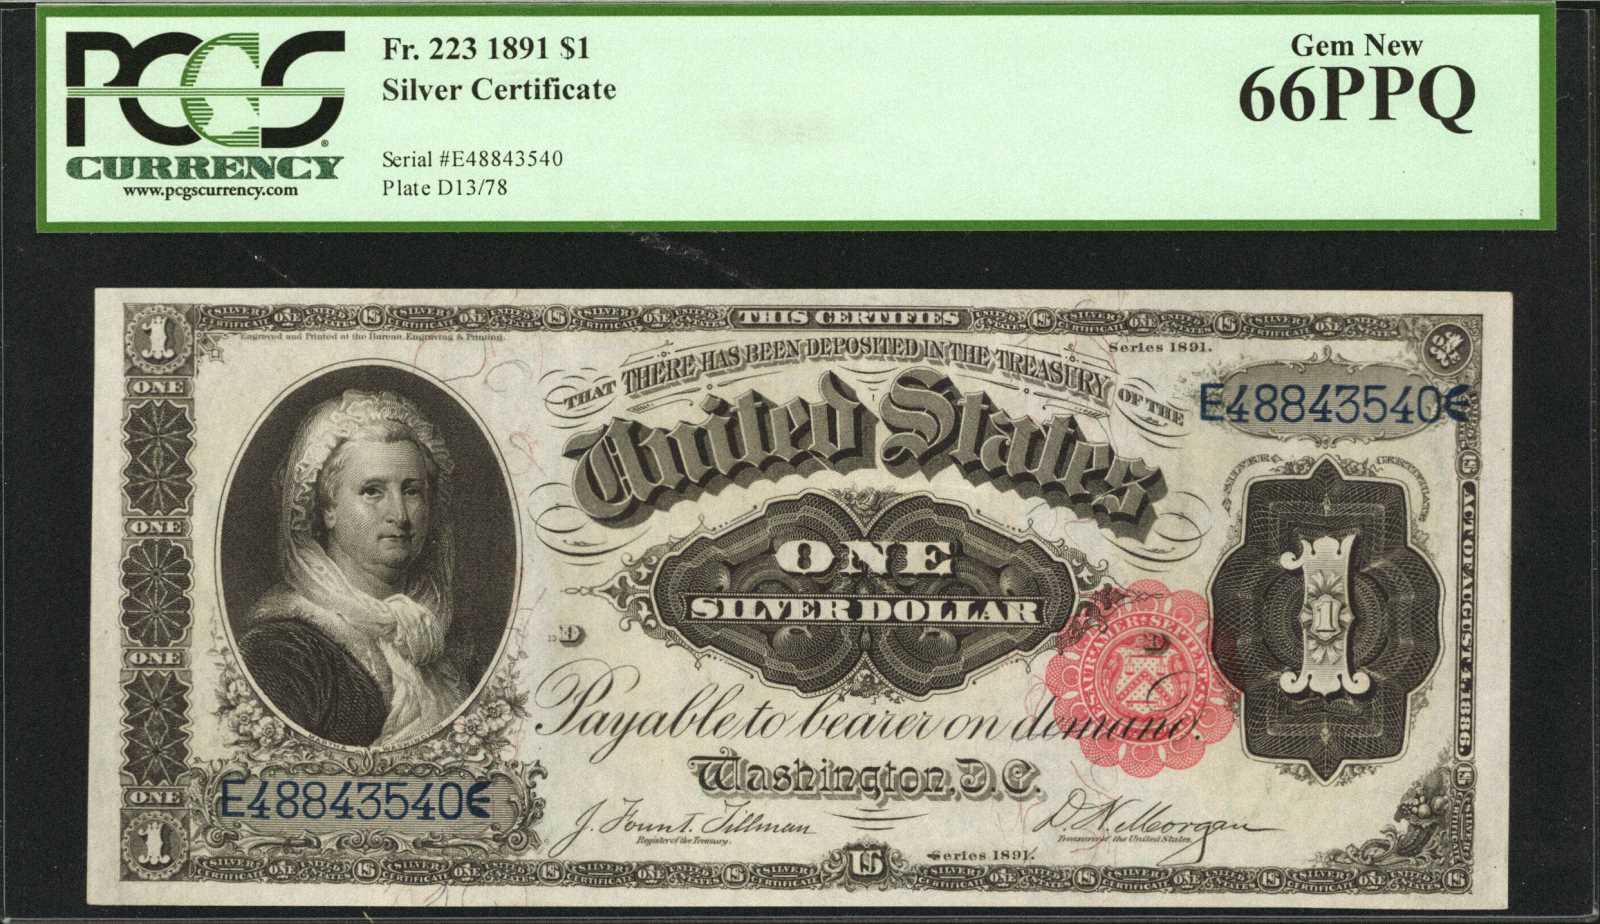 PCGS
CURRENCY
www.pcgscurrency.com
Fr. 223 1891 $1
Silver Certificate
Serial #E48843540
Plate D13/78
Gem New
66PPQ
THIS CERTIFIES
Engraved and Printed at the Bureau, Engraving & Printing.
Series 1891.
THAT THERE HAS BEEN DEPOSITED IN THE TREASURY OF THE
E48843540
United States
ONE
SILVER CERTIFICATE
ONE
SILVER DOLLAR
1
D
D
ACT OF AUGUST 4TH 1886
ONE
ONE
ONE
Payable to bearer on demand.
Washington, D.C.
E48843540
J. Fount. Tillman
Register of the Treasury.
D. N. Morgan
Treasurer of the United States.
Series 1891.